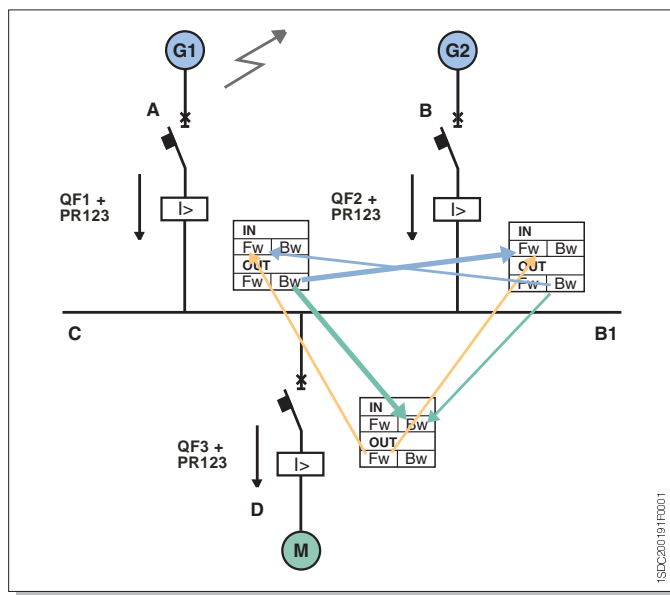 G1
G2
A
B
QF1 +
PR123
I>
QF2 +
PR123
I>
IN
Fw Bw
OUT
Fw Bw
IN
Fw Bw
OUT
Fw Bw
C
B1
QF3 +
PR123
I>
IN
Fw Bw
OUT
Fw Bw
D
M
1SDC200191F0001